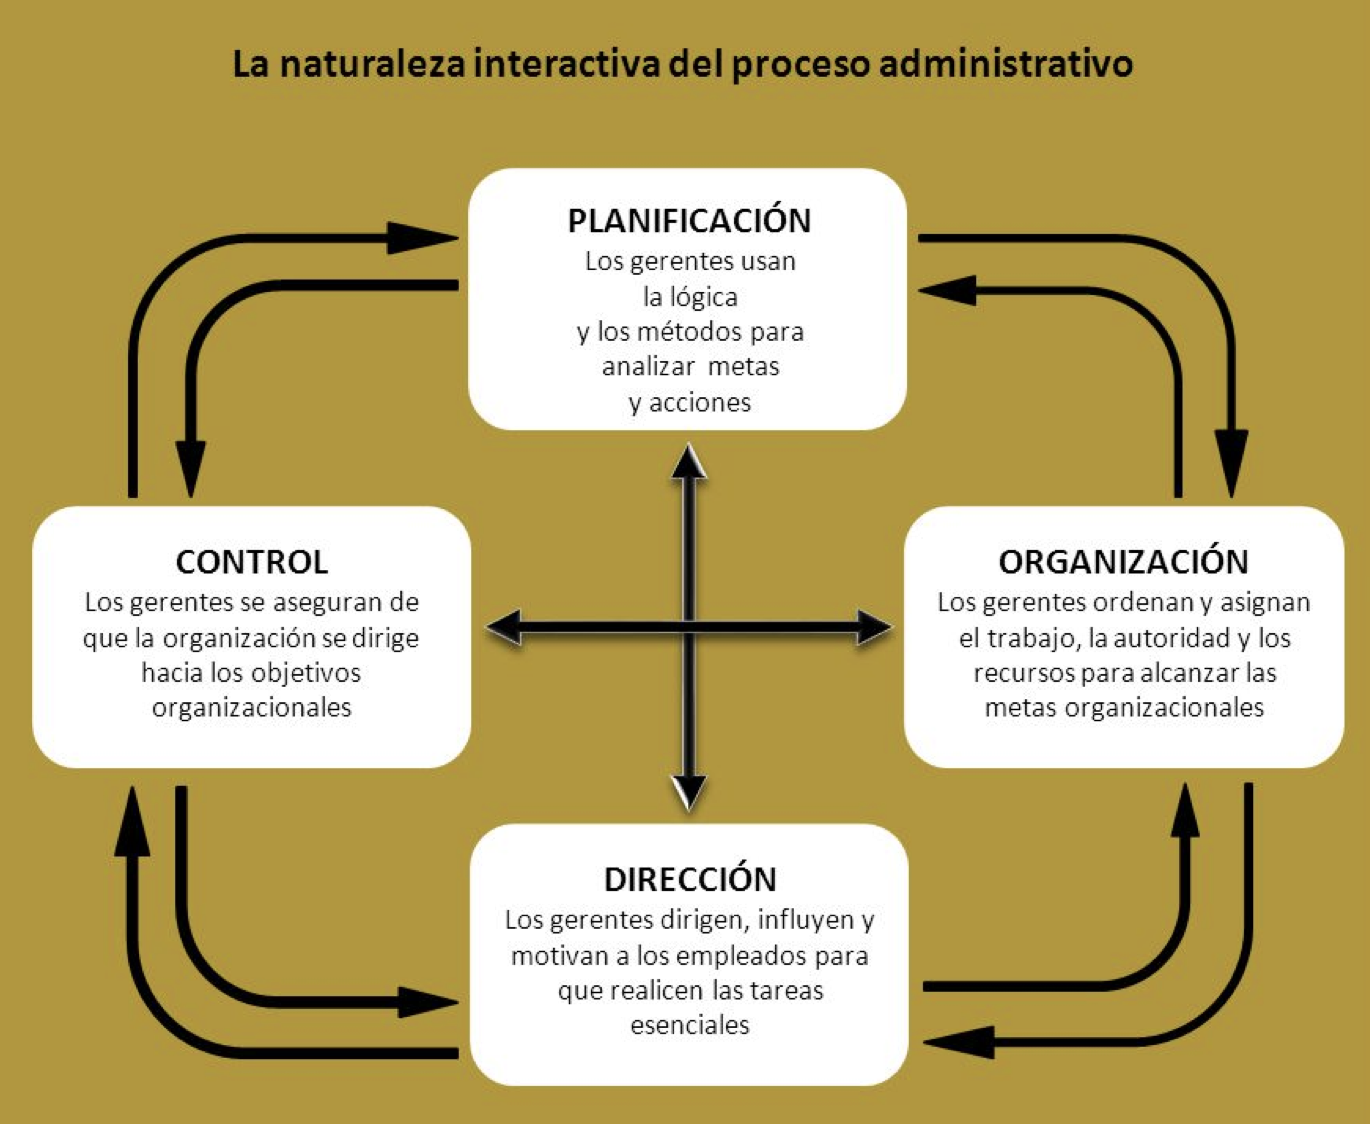 La naturaleza interactiva del proceso administrativo
PLANIFICACIÓN
Los gerentes usan
la lógica
y los métodos para
analizar metas
y acciones
CONTROL
Los gerentes se aseguran de
que la organización se dirige
hacia los objetivos
organizacionales
ORGANIZACIÓN
Los gerentes ordenan y asignan
el trabajo, la autoridad y los
recursos para alcanzar las
metas organizacionales
DIRECCIÓN
Los gerentes dirigen, influyen y
motivan a los empleados para
que realicen las tareas
esenciales